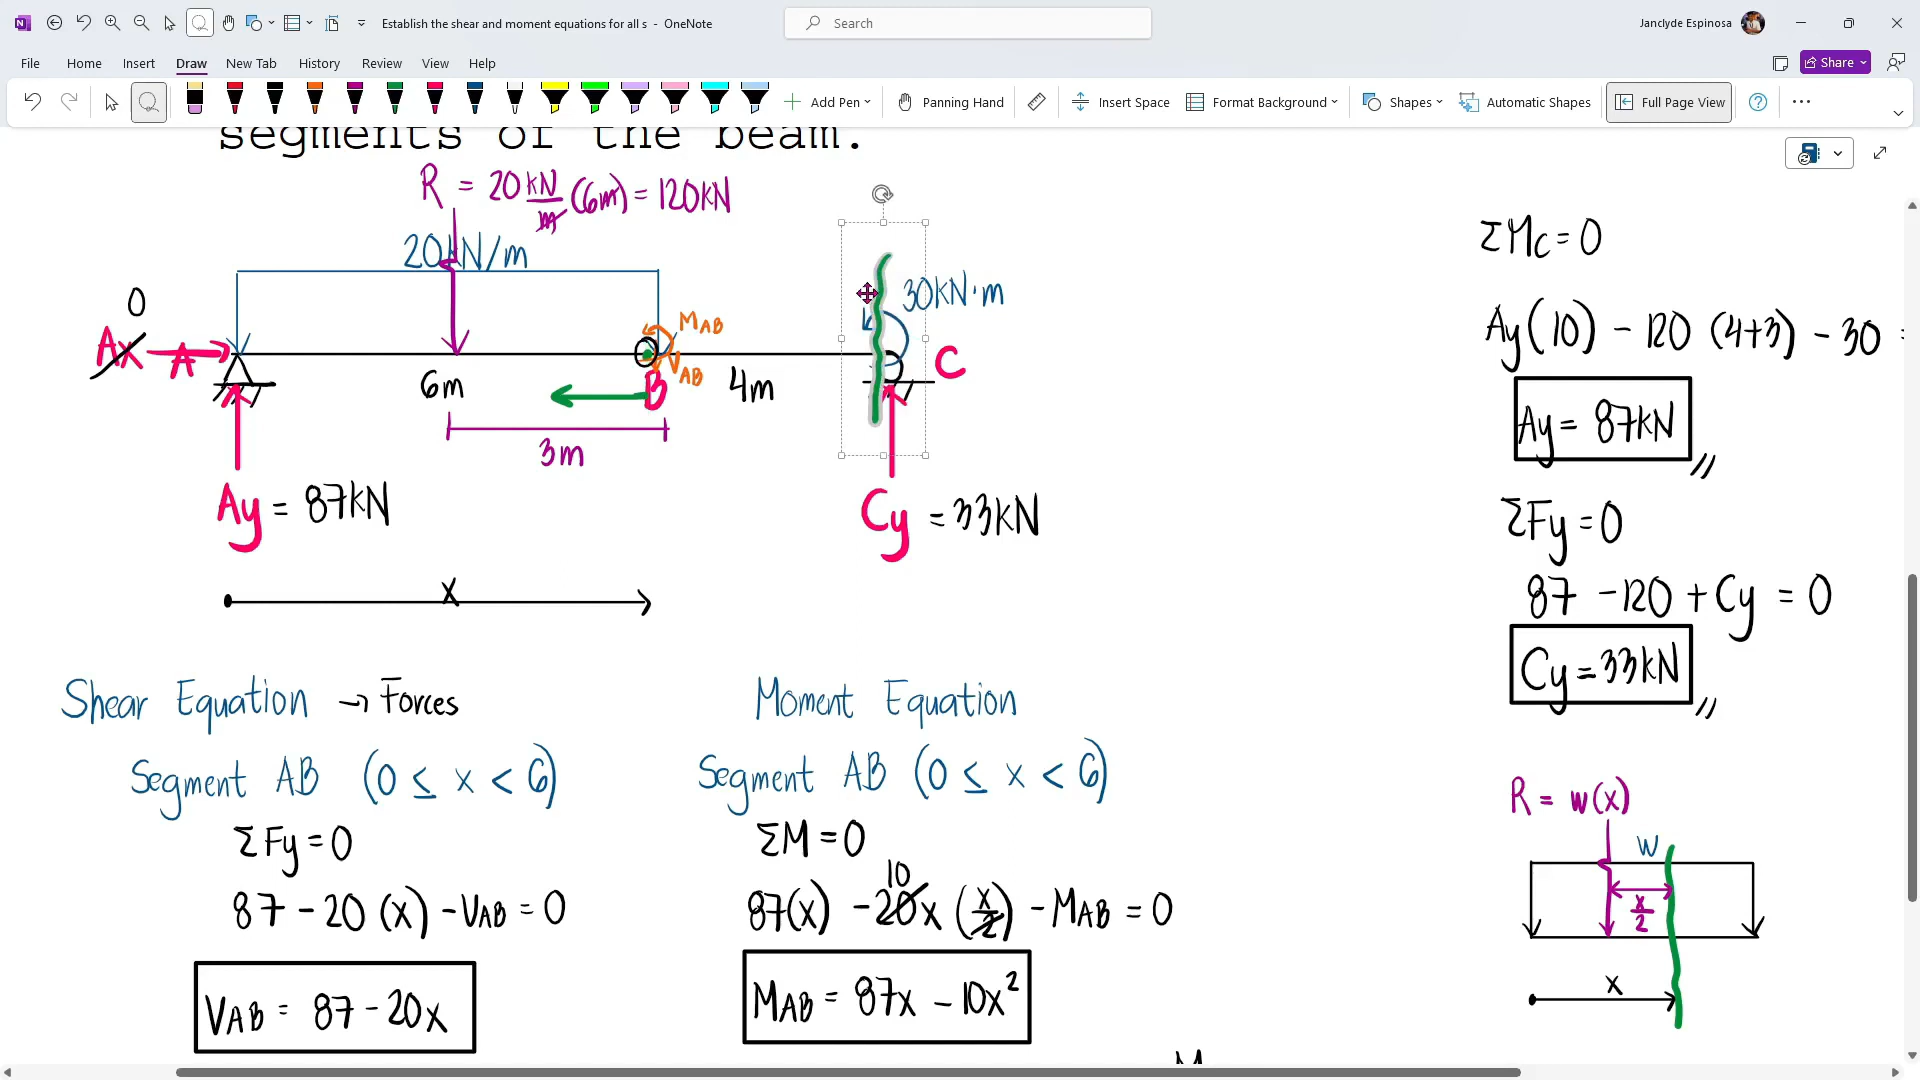 Establish the shear and moment equations for all s - OneNote
Search
Janclyde Espinosa
File Home Insert Draw New Tab History Review View Help
Share
Add Pen
Panning Hand
Insert Space
Format Background
Shapes
Automatic Shapes
Full Page View
segments of the beam.
R = 20 kN/m (6m) = 120kN
20kN/m
0
Ax
A
MAB
VAB
B
30kN·m
C
6m
4m
3m
Ay = 87kN
Cy = 33kN
x
Shear Equation → Forces
Segment AB (0 ≤ x < 6)
ΣFy = 0
87 - 20 (x) - VAB = 0
VAB = 87 - 20x
Moment Equation
Segment AB (0 ≤ x < 6)
ΣM = 0
10
87(x) - 20x (x/2) - MAB = 0
MAB = 87x - 10x²
M
ΣMC = 0
Ay(10) - 120 (4+3) - 30 =
Ay = 87kN
ΣFy = 0
87 - 120 + Cy = 0
Cy = 33kN
R = w(x)
w
x/2
x